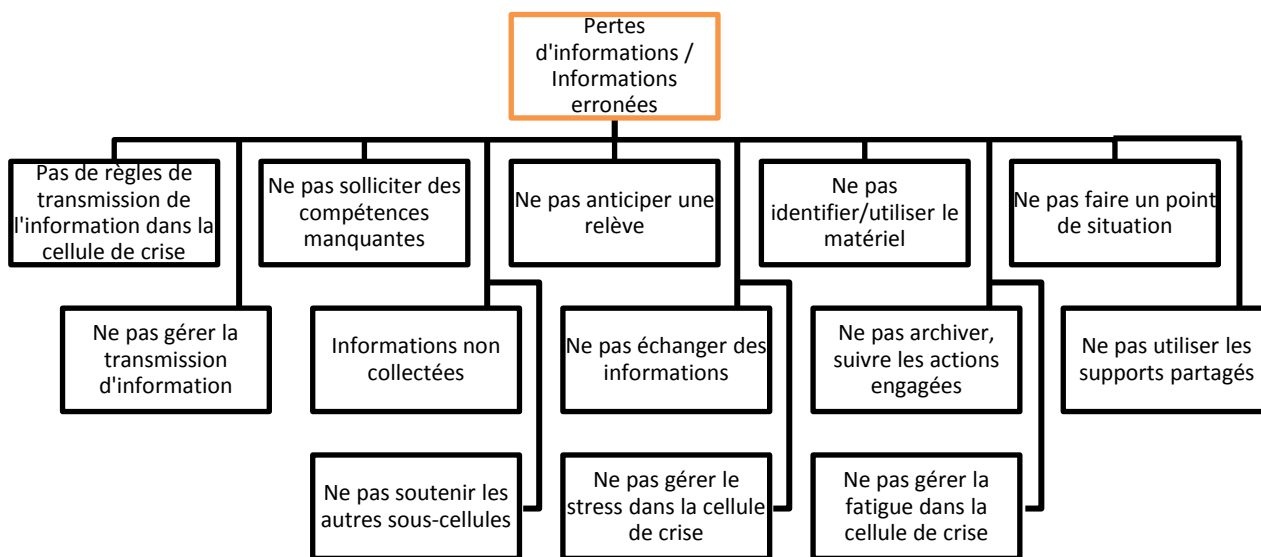 Pertes
d'informations /
Informations
erronées
Pas de règles de
transmission de
l'information dans la
cellule de crise
Ne pas solliciter des
compétences
manquantes
Ne pas anticiper une
relève
Ne pas
identifier/utiliser le
matériel
Ne pas faire un point
de situation
Ne pas gérer la
transmission
d'information
Informations non
collectées
Ne pas échanger des
informations
Ne pas archiver,
suivre les actions
engagées
Ne pas utiliser les
supports partagés
Ne pas soutenir les
autres sous-cellules
Ne pas gérer le
stress dans la cellule
de crise
Ne pas gérer la
fatigue dans la
cellule de crise